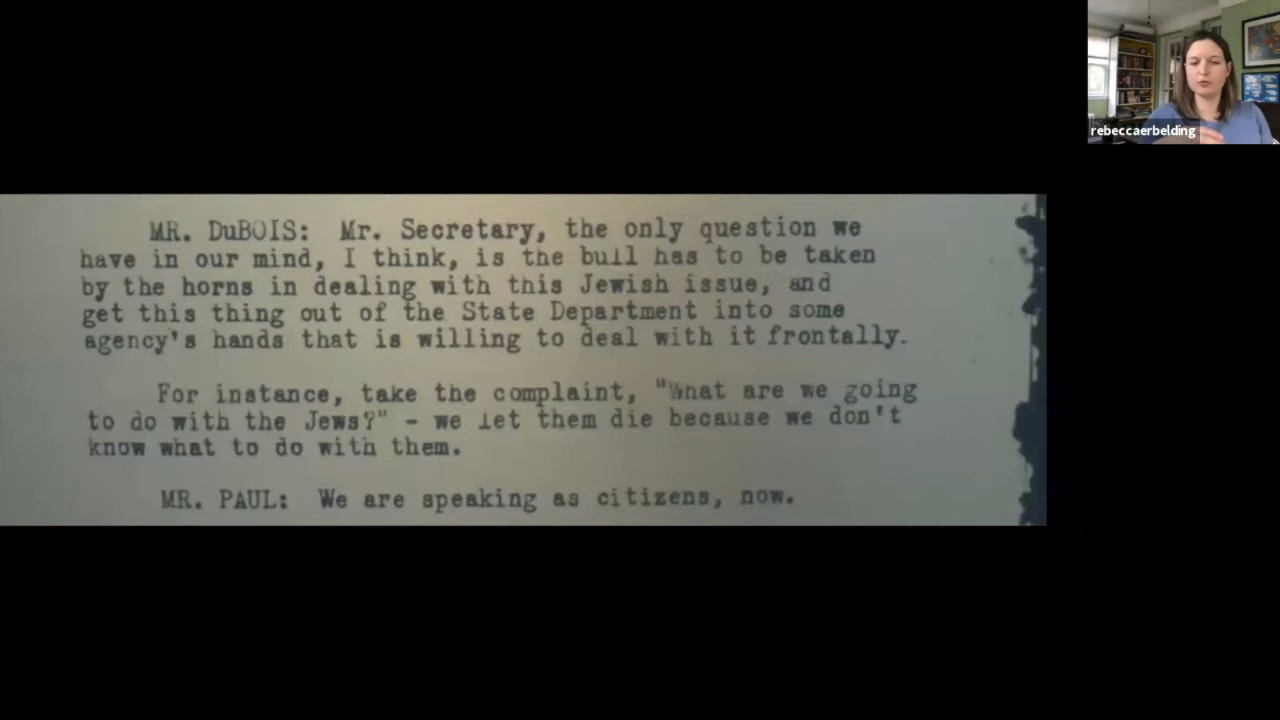 rebeccaerbelding
MR. DuBOIS: Mr. Secretary, the only question we
have in our mind, I think, is the bull has to be taken
by the horns in dealing with this Jewish issue, and
get this thing out of the State Department into some
agency's hands that is willing to deal with it frontally.
For instance, take the complaint, "What are we going
to do with the Jews?" - we let them die because we don't
know what to do with them.
MR. PAUL: We are speaking as citizens, now.